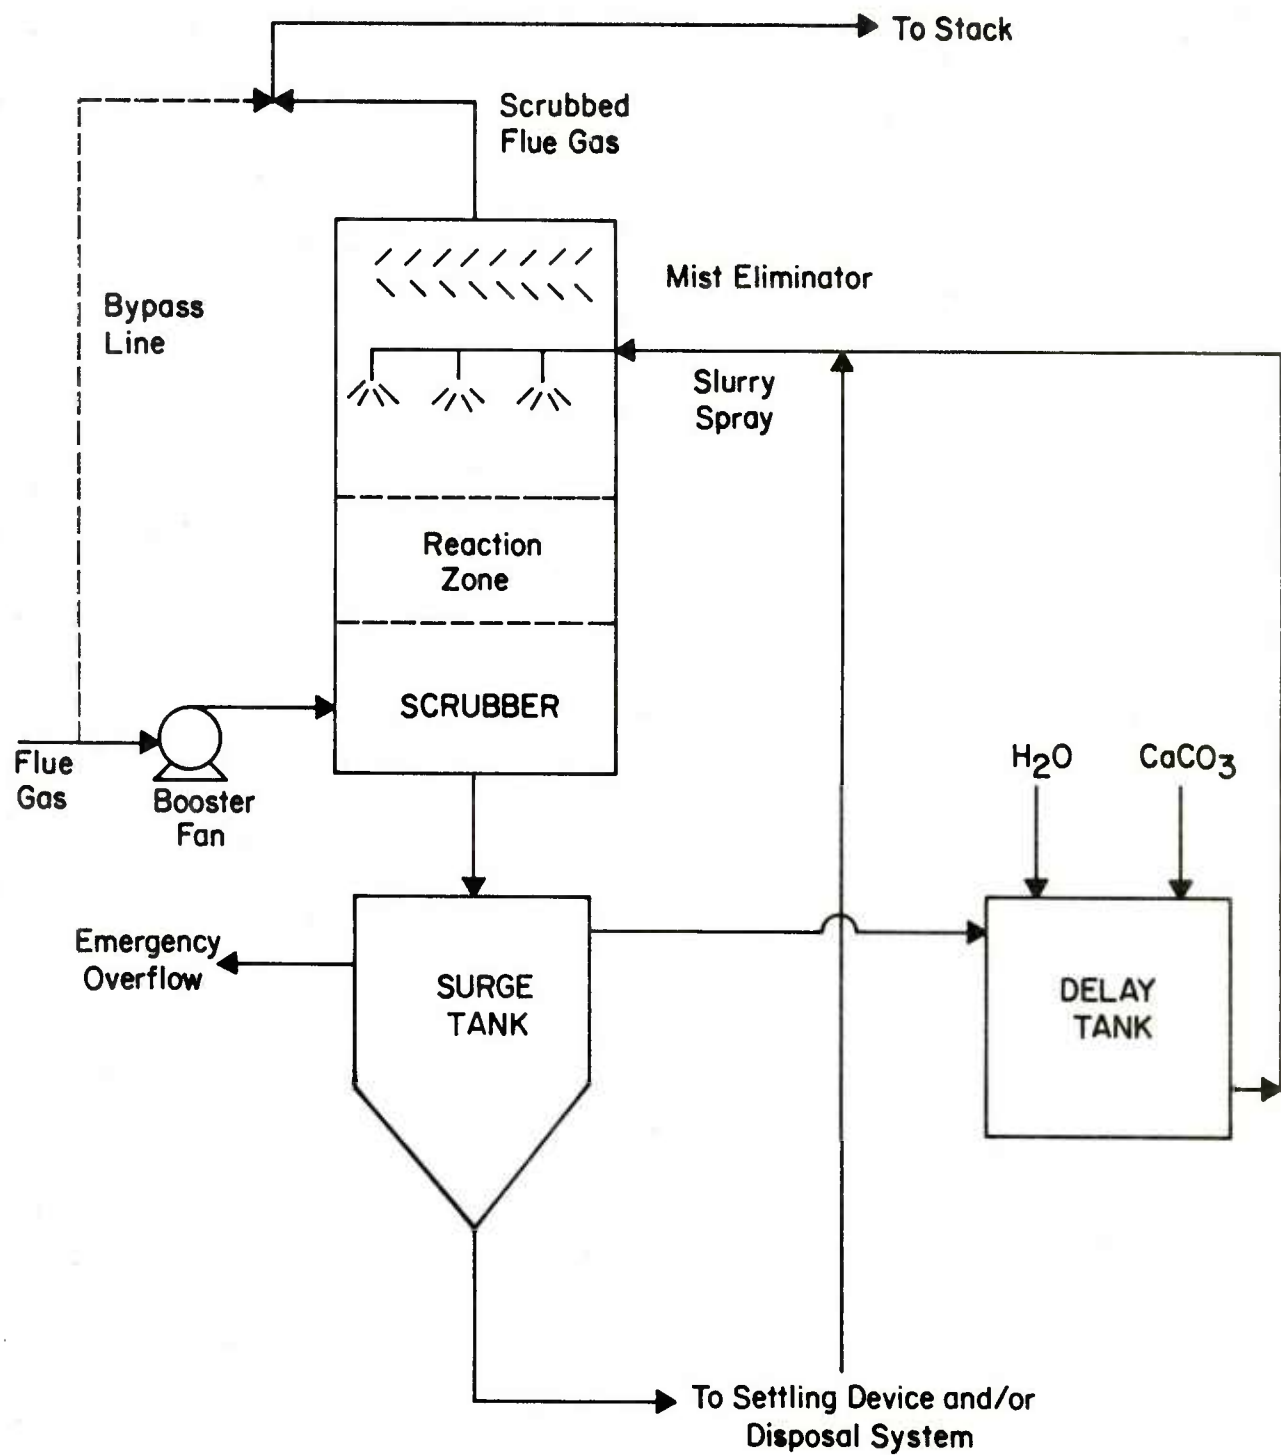 To Stack
Scrubbed
Flue Gas
Mist Eliminator
Bypass
Line
Slurry
Spray
Reaction
Zone
SCRUBBER
Flue
Gas
Booster
Fan
H2O
CaCO3
Emergency
Overflow
SURGE
TANK
DELAY
TANK
To Settling Device and/or
Disposal System